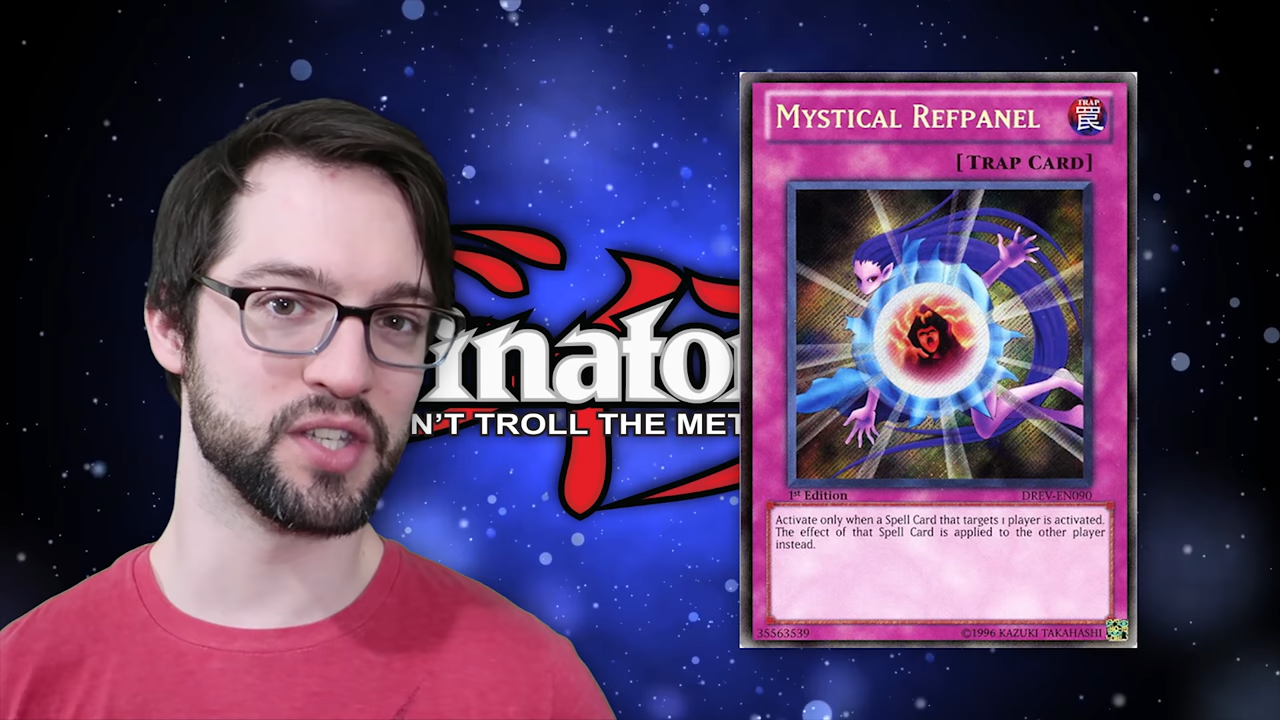 inato
N'T TROLL THE MET
MYSTICAL REFPANEL
TRAP
罠
[TRAP CARD]
1st Edition
DREV-EN090
Activate only when a Spell Card that targets 1 player is activated.
The effect of that Spell Card is applied to the other player
instead.
35563539
©1996 KAZUKI TAKAHASHI